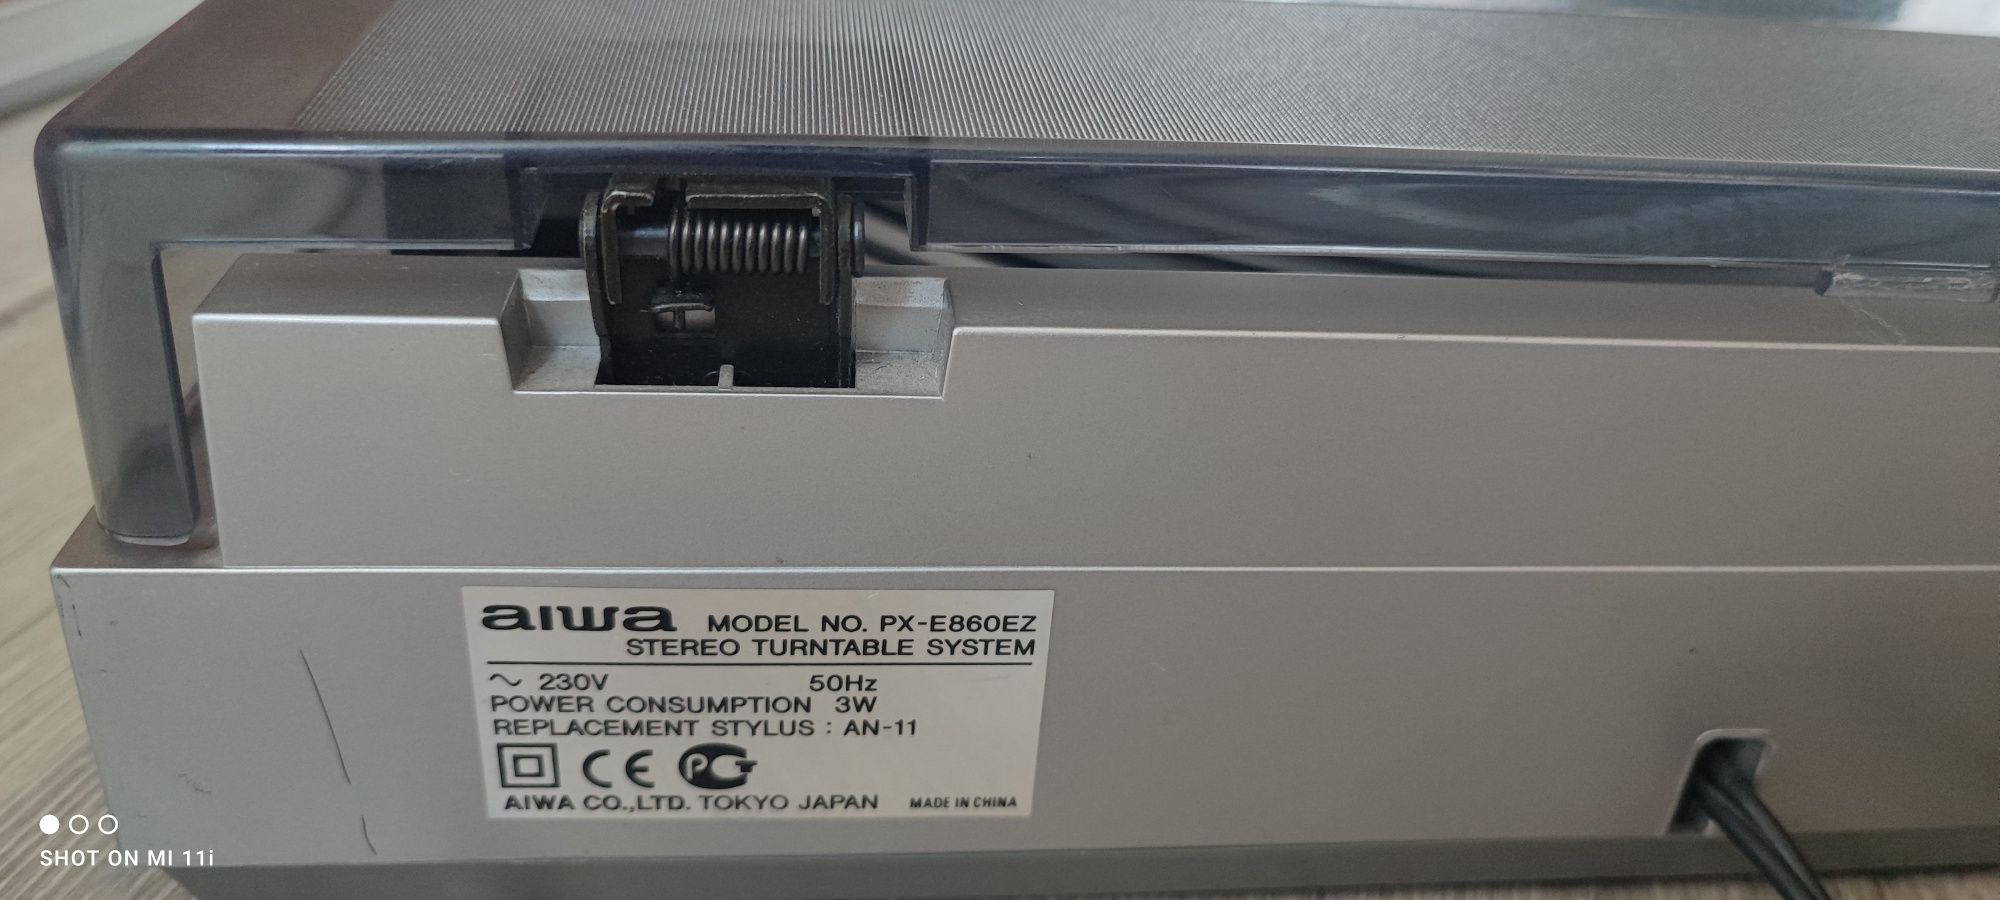 aiwa MODEL NO. PX-E860EZ
STEREO TURNTABLE SYSTEM
~ 230V 50Hz
POWER CONSUMPTION 3W
REPLACEMENT STYLUS : AN-11
CE PCT
AIWA CO.,LTD. TOKYO JAPAN MADE IN CHINA
SHOT ON MI 11i